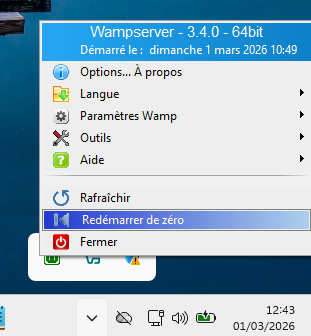 Wampserver - 3.4.0 - 64bit
Démarré le : dimanche 1 mars 2026 10:49
Options... À propos
Langue
Paramètres Wamp
Outils
Aide
Rafraîchir
Redémarrer de zéro
Fermer
12:43
01/03/2026